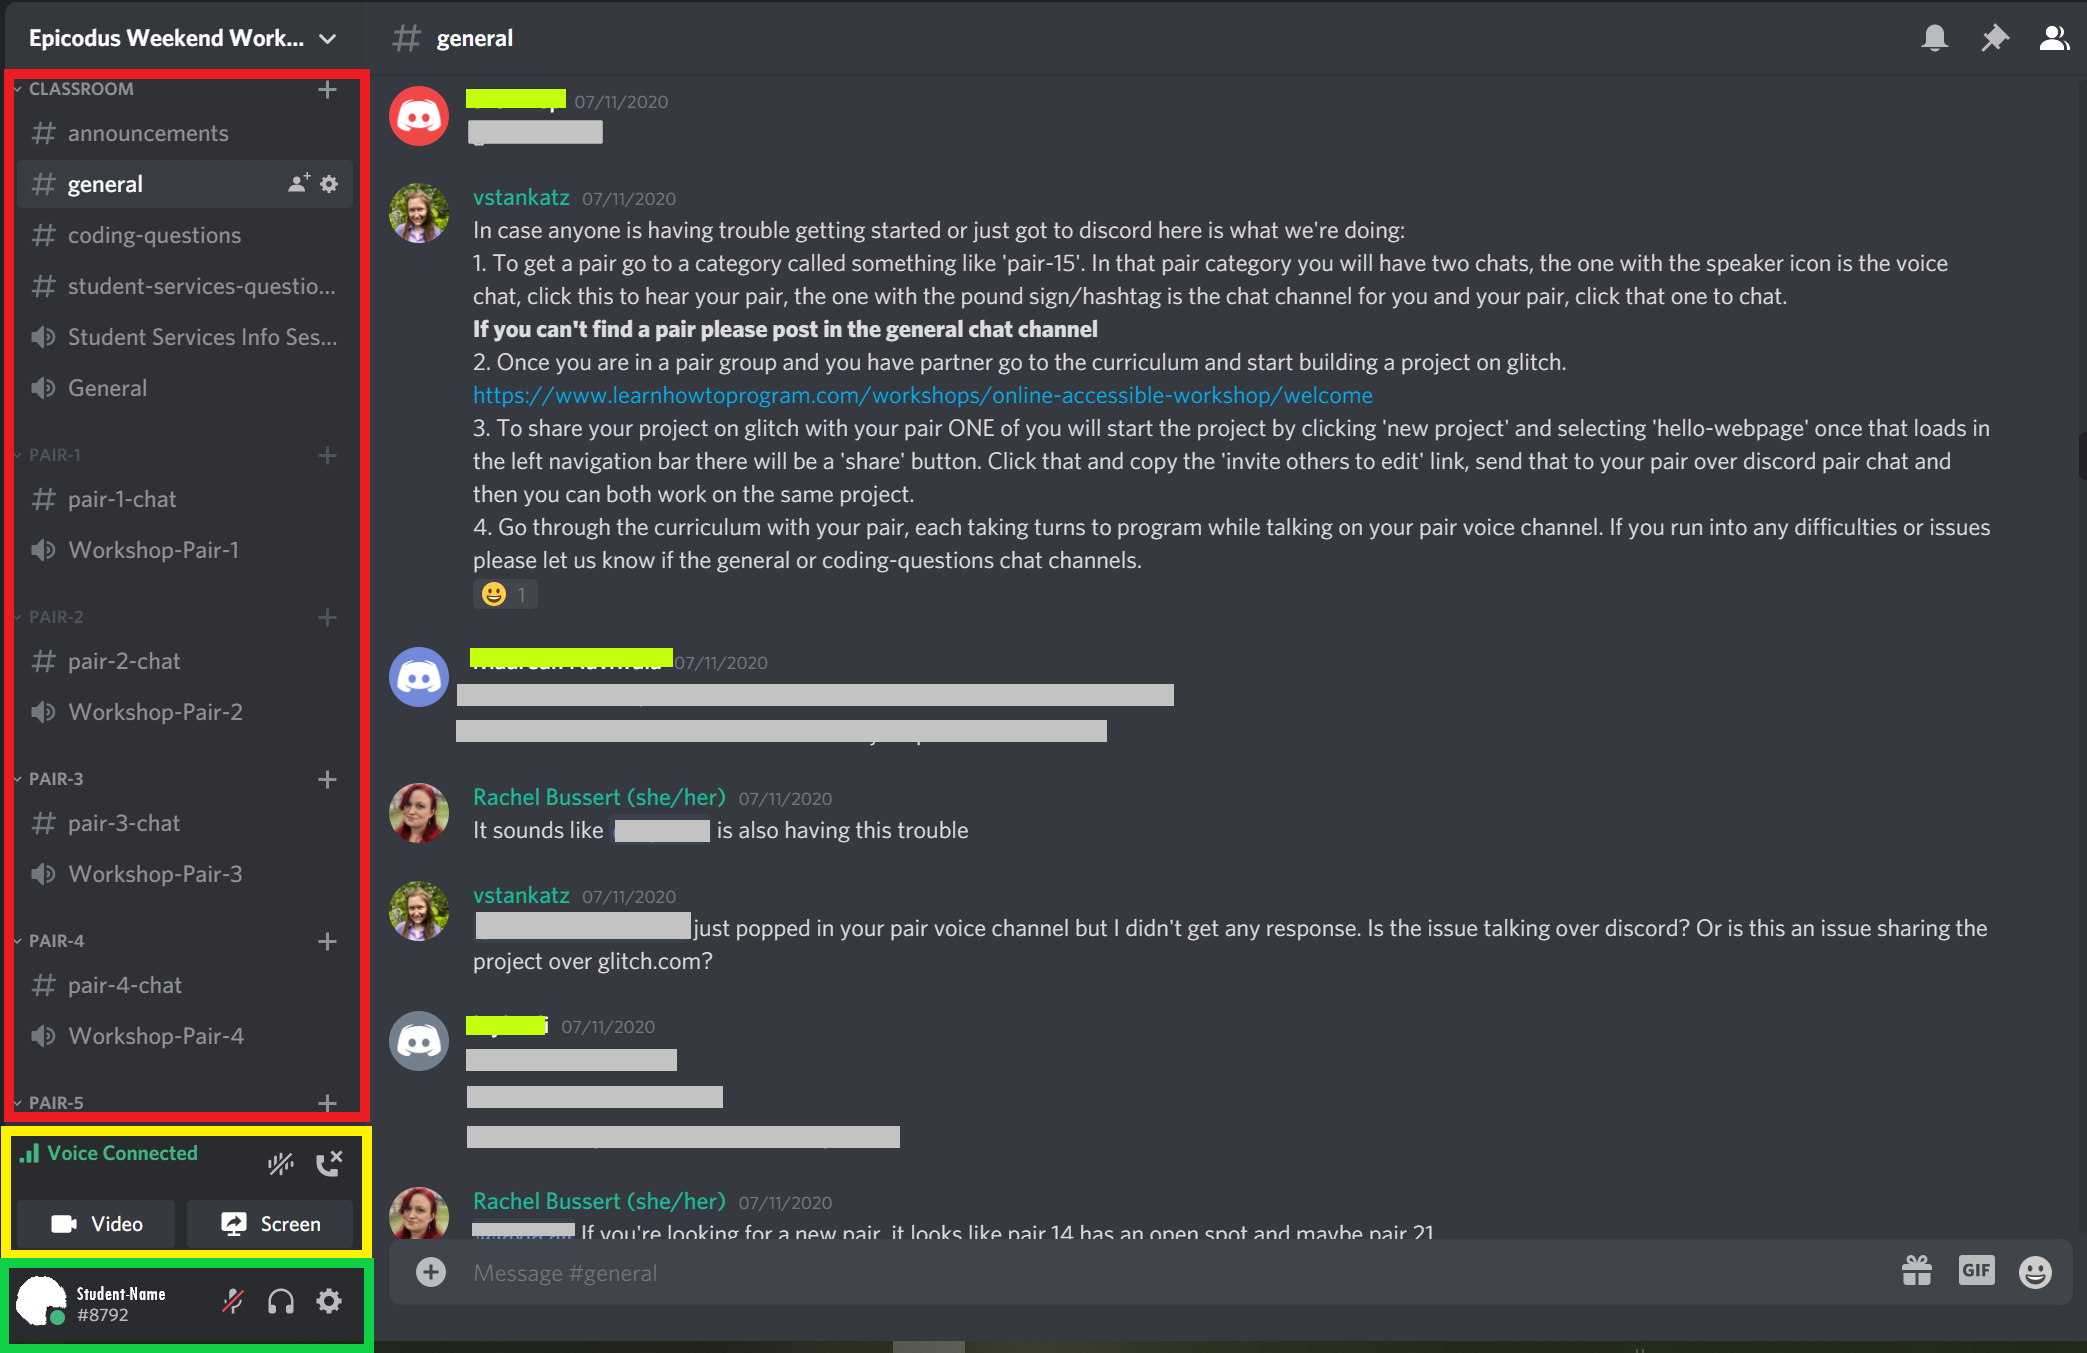 Epicodus Weekend Work...
CLASSROOM
announcements
general
coding-questions
student-services-questio...
Student Services Info Ses...
General
PAIR-1
pair-1-chat
Workshop-Pair-1
PAIR-2
pair-2-chat
Workshop-Pair-2
PAIR-3
pair-3-chat
Workshop-Pair-3
PAIR-4
pair-4-chat
Workshop-Pair-4
PAIR-5
Voice Connected
Video Screen
Student-Name
#8792
# general
07/11/2020
vstankatz 07/11/2020
In case anyone is having trouble getting started or just got to discord here is what we're doing:
1. To get a pair go to a category called something like 'pair-15'. In that pair category you will have two chats, the one with the speaker icon is the voice
chat, click this to hear your pair, the one with the pound sign/hashtag is the chat channel for you and your pair, click that one to chat.
If you can't find a pair please post in the general chat channel
2. Once you are in a pair group and you have partner go to the curriculum and start building a project on glitch.
https://www.learnhowtoprogram.com/workshops/online-accessible-workshop/welcome
3. To share your project on glitch with your pair ONE of you will start the project by clicking 'new project' and selecting 'hello-webpage' once that loads in
the left navigation bar there will be a 'share' button. Click that and copy the 'invite others to edit' link, send that to your pair over discord pair chat and
then you can both work on the same project.
4. Go through the curriculum with your pair, each taking turns to program while talking on your pair voice channel. If you run into any difficulties or issues
please let us know if the general or coding-questions chat channels.
1
07/11/2020
Rachel Bussert (she/her) 07/11/2020
It sounds like is also having this trouble
vstankatz 07/11/2020
just popped in your pair voice channel but I didn't get any response. Is the issue talking over discord? Or is this an issue sharing the
project over glitch.com?
07/11/2020
Rachel Bussert (she/her) 07/11/2020
If you're looking for a new pair, it looks like pair 14 has an open spot and maybe pair 21
Message #general
GIF